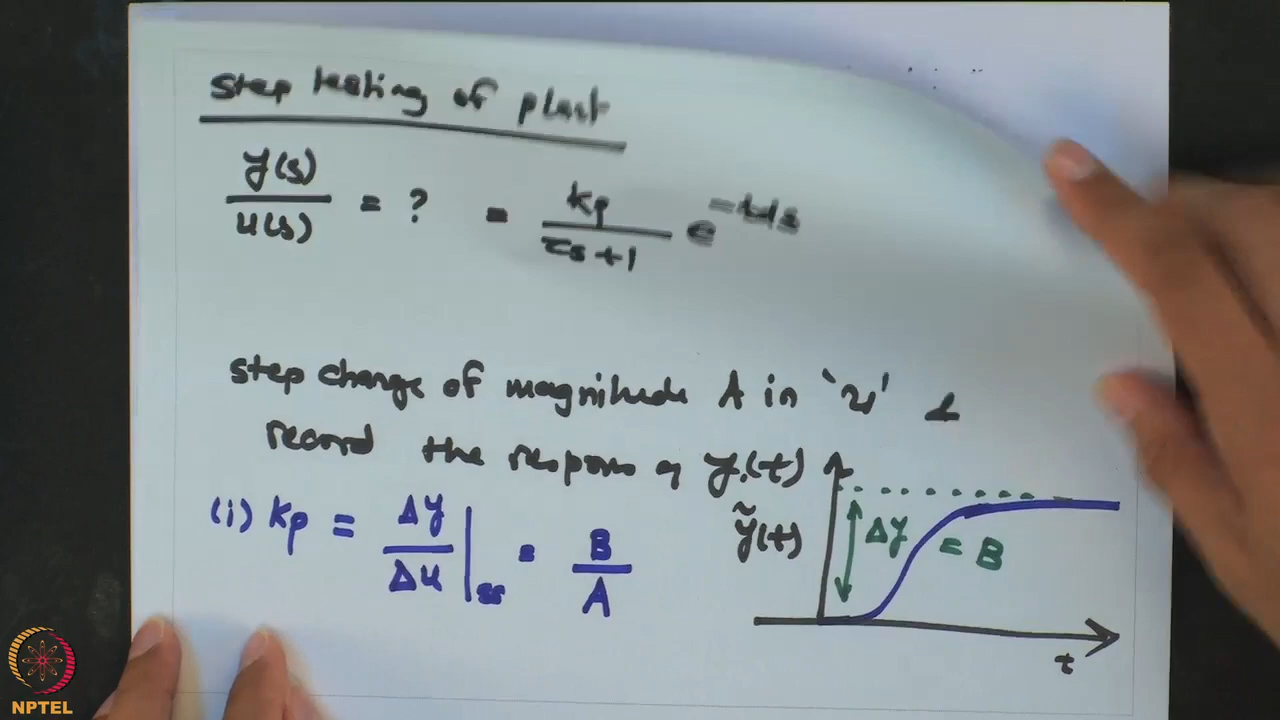 step testing of plant
y(s)/u(s) = ? = kp/(τs+1) e^-tds
step change of magnitude A in 'u' &
record the response of y(t)
(i) kp = Δy/Δu |ss = B/A
ỹ(t)
Δy = B
t
NPTEL